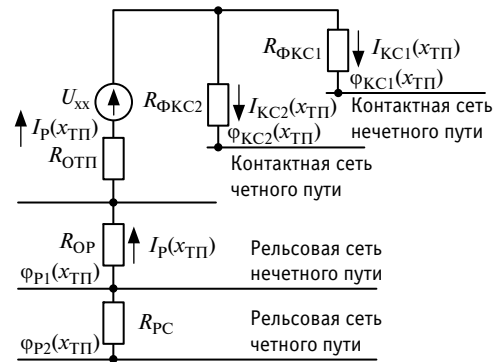 R_ФКС1
I_КС1(x_ТП)
φ_КС1(x_ТП)
Контактная сеть
нечетного пути
U_хх
R_ФКС2
I_КС2(x_ТП)
φ_КС2(x_ТП)
Контактная сеть
четного пути
I_Р(x_ТП)
R_ОТП
R_ОР
I_Р(x_ТП)
Рельсовая сеть
нечетного пути
φ_Р1(x_ТП)
R_РС
Рельсовая сеть
четного пути
φ_Р2(x_ТП)